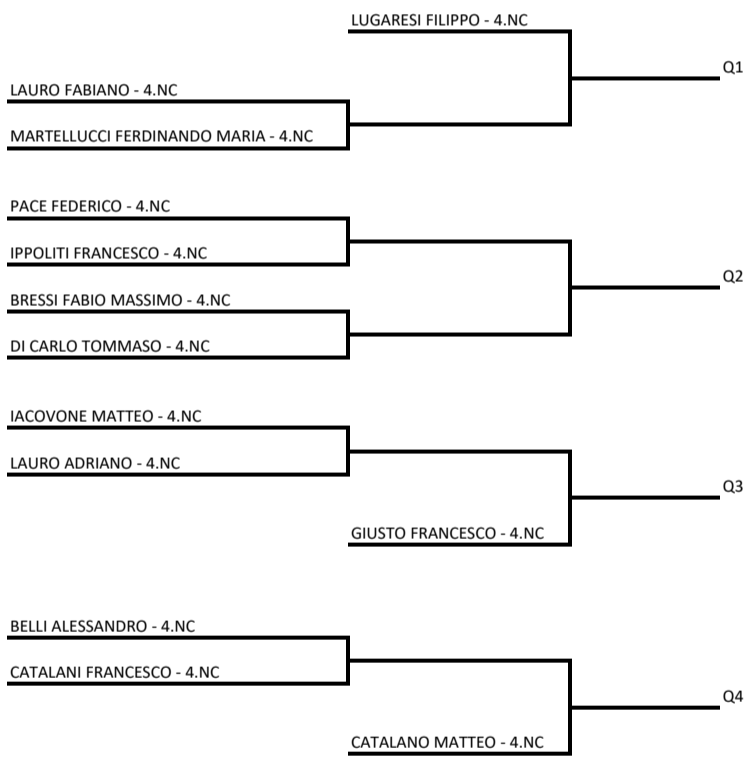 LUGARESI FILIPPO - 4.NC
Q1
LAURO FABIANO - 4.NC
MARTELLUCCI FERDINANDO MARIA - 4.NC
PACE FEDERICO - 4.NC
IPPOLITI FRANCESCO - 4.NC
Q2
BRESSI FABIO MASSIMO - 4.NC
DI CARLO TOMMASO - 4.NC
IACOVONE MATTEO - 4.NC
LAURO ADRIANO - 4.NC
Q3
GIUSTO FRANCESCO - 4.NC
BELLI ALESSANDRO - 4.NC
CATALANI FRANCESCO - 4.NC
Q4
CATALANO MATTEO - 4.NC